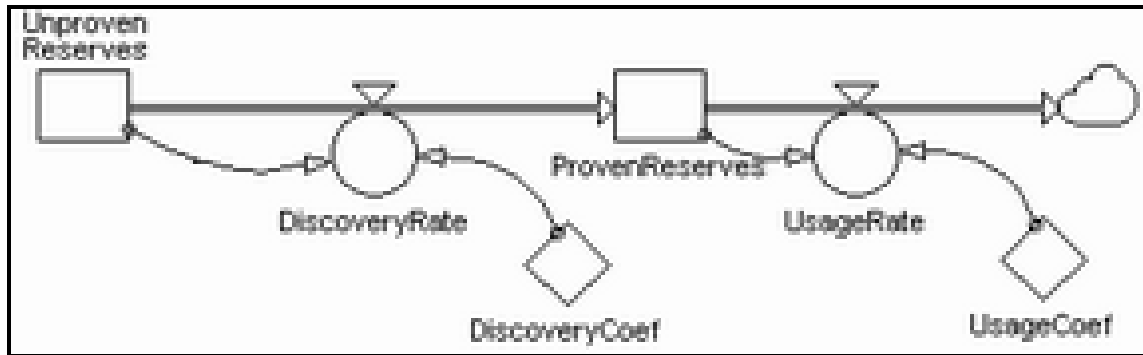 Unproven
Reserves
ProvenReserves
DiscoveryRate
UsageRate
DiscoveryCoef
UsageCoef